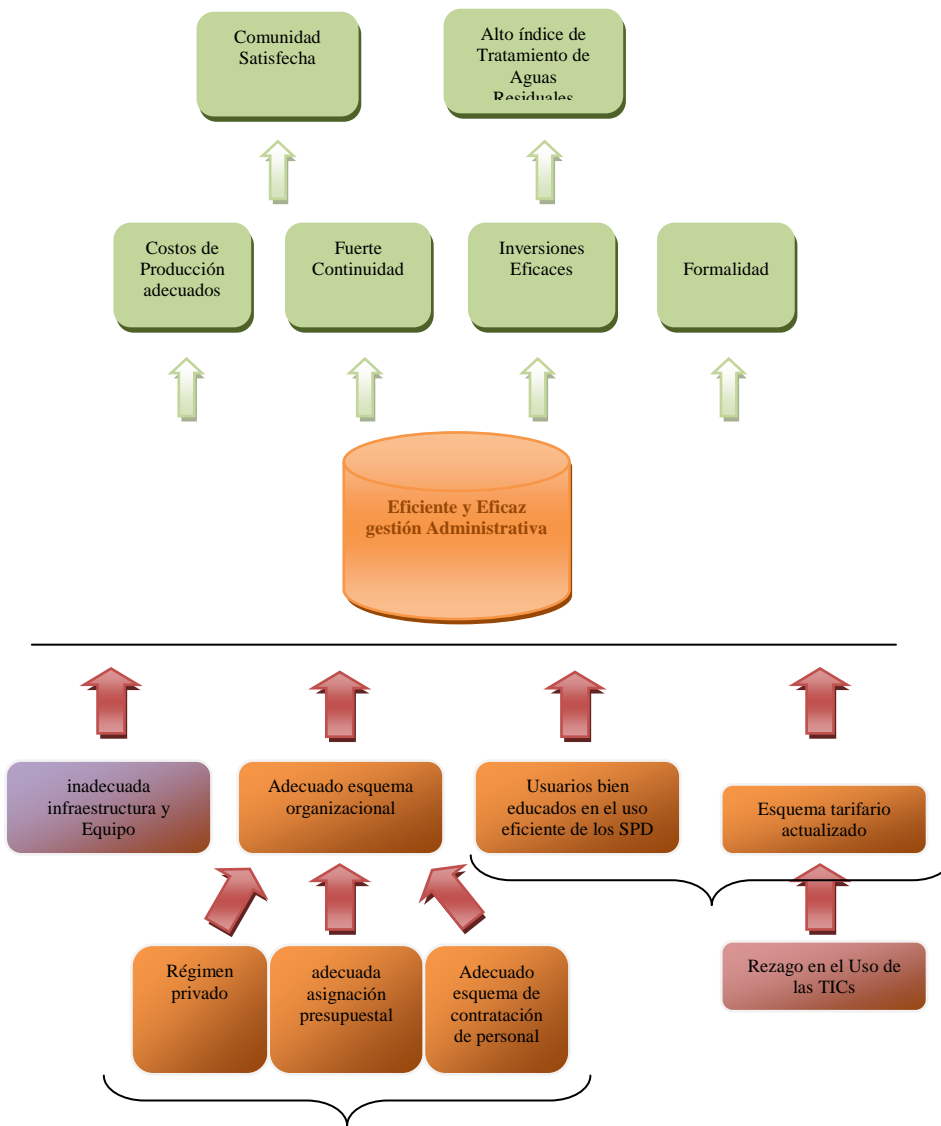 Comunidad
Satisfecha
Alto índice de
Tratamiento de
Aguas
Residuales
Costos de
Producción
adecuados
Fuerte
Continuidad
Inversiones
Eficaces
Formalidad
Eficiente y Eficaz
gestión Administrativa
inadecuada
infraestructura y
Equipo
Adecuado esquema
organizacional
Usuarios bien
educados en el uso
eficiente de los SPD
Esquema tarifario
actualizado
Régimen
privado
adecuada
asignación
presupuestal
Adecuado
esquema de
contratación
de personal
Rezago en el Uso de
las TICs